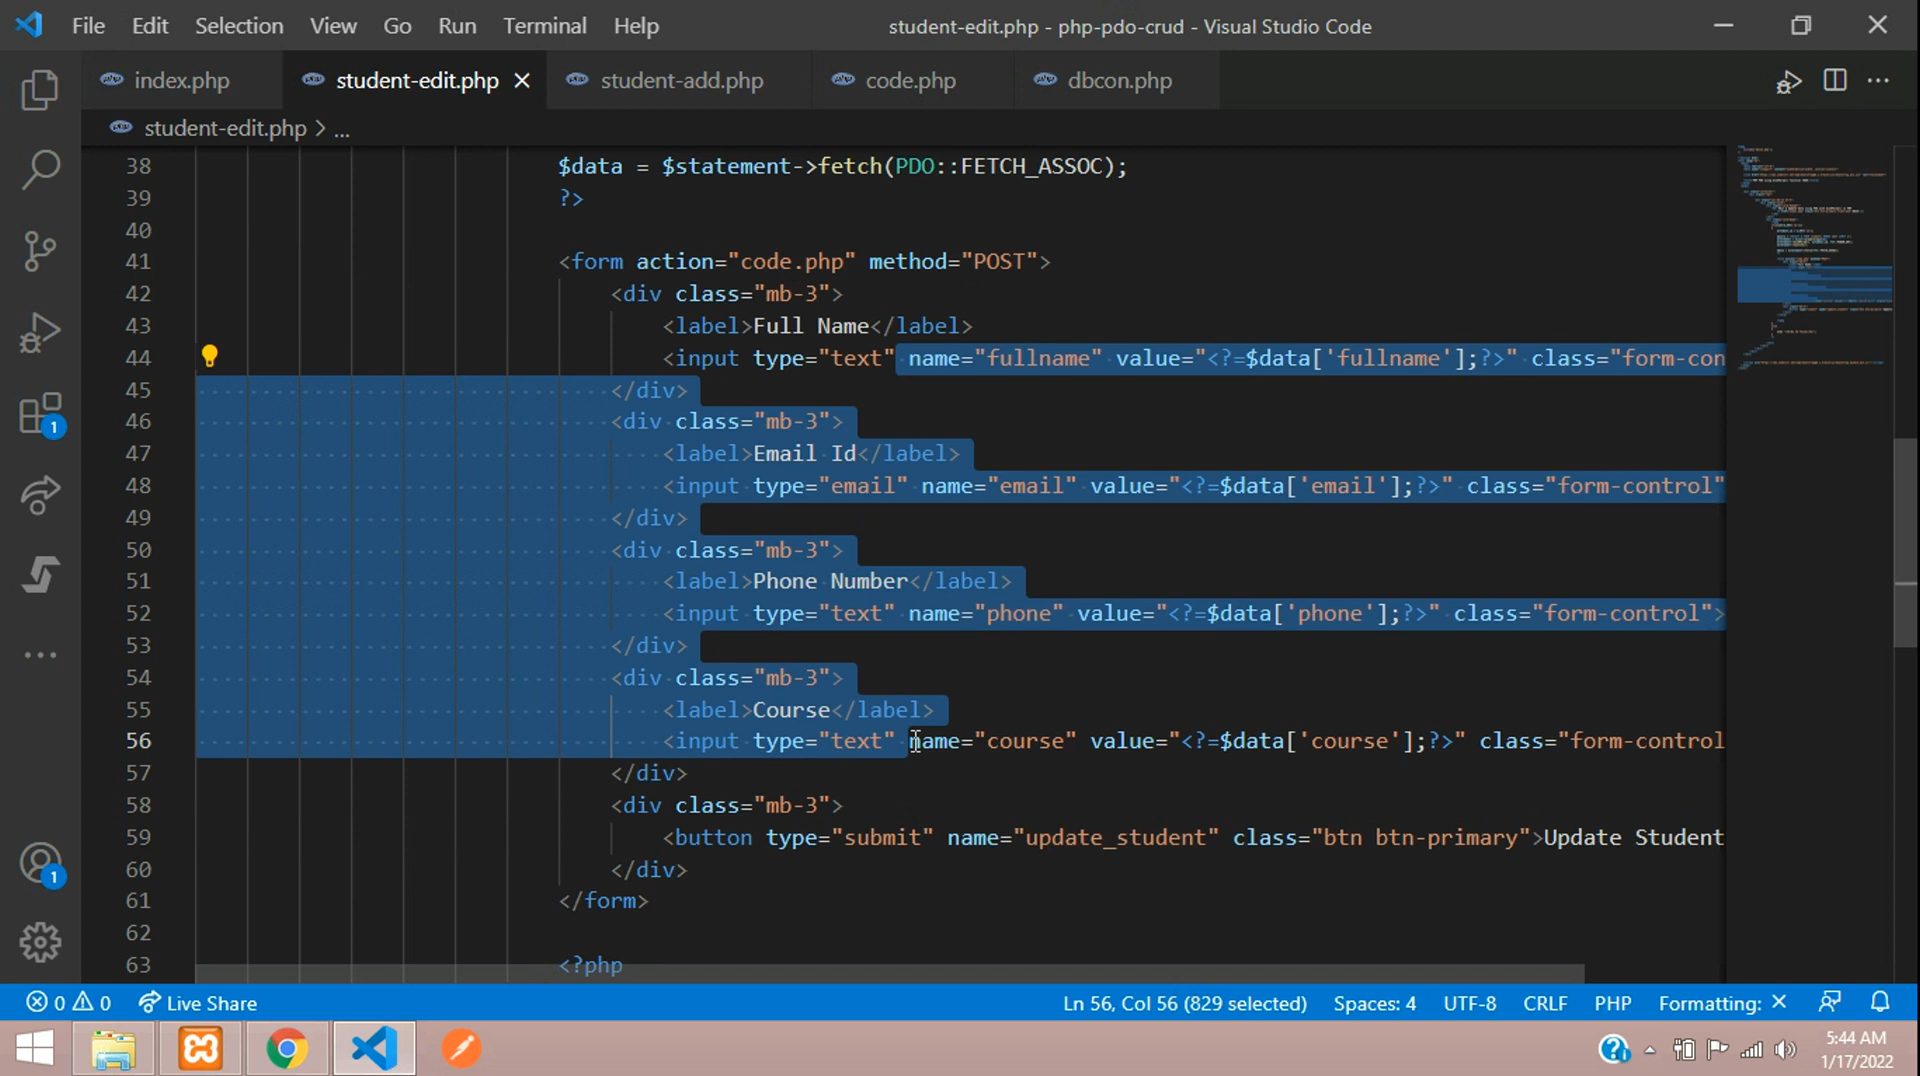 File Edit Selection View Go Run Terminal Help student-edit.php - php-pdo-crud - Visual Studio Code
index.php student-edit.php student-add.php code.php dbcon.php
student-edit.php > ...
38 $data = $statement->fetch(PDO::FETCH_ASSOC);
39 ?>
40
41 <form action="code.php" method="POST">
42 <div class="mb-3">
43 <label>Full Name</label>
44 <input type="text" name="fullname" value="<?=$data['fullname'];?>" class="form-con
45 </div>
46 <div class="mb-3">
47 <label>Email Id</label>
48 <input type="email" name="email" value="<?=$data['email'];?>" class="form-control"
49 </div>
50 <div class="mb-3">
51 <label>Phone Number</label>
52 <input type="text" name="phone" value="<?=$data['phone'];?>" class="form-control">
53 </div>
54 <div class="mb-3">
55 <label>Course</label>
56 <input type="text" name="course" value="<?=$data['course'];?>" class="form-control
57 </div>
58 <div class="mb-3">
59 <button type="submit" name="update_student" class="btn btn-primary">Update Student
60 </div>
61 </form>
62
63 <?php
1
1
0 0 Live Share Ln 56, Col 56 (829 selected) Spaces: 4 UTF-8 CRLF PHP Formatting: ×
5:44 AM
1/17/2022